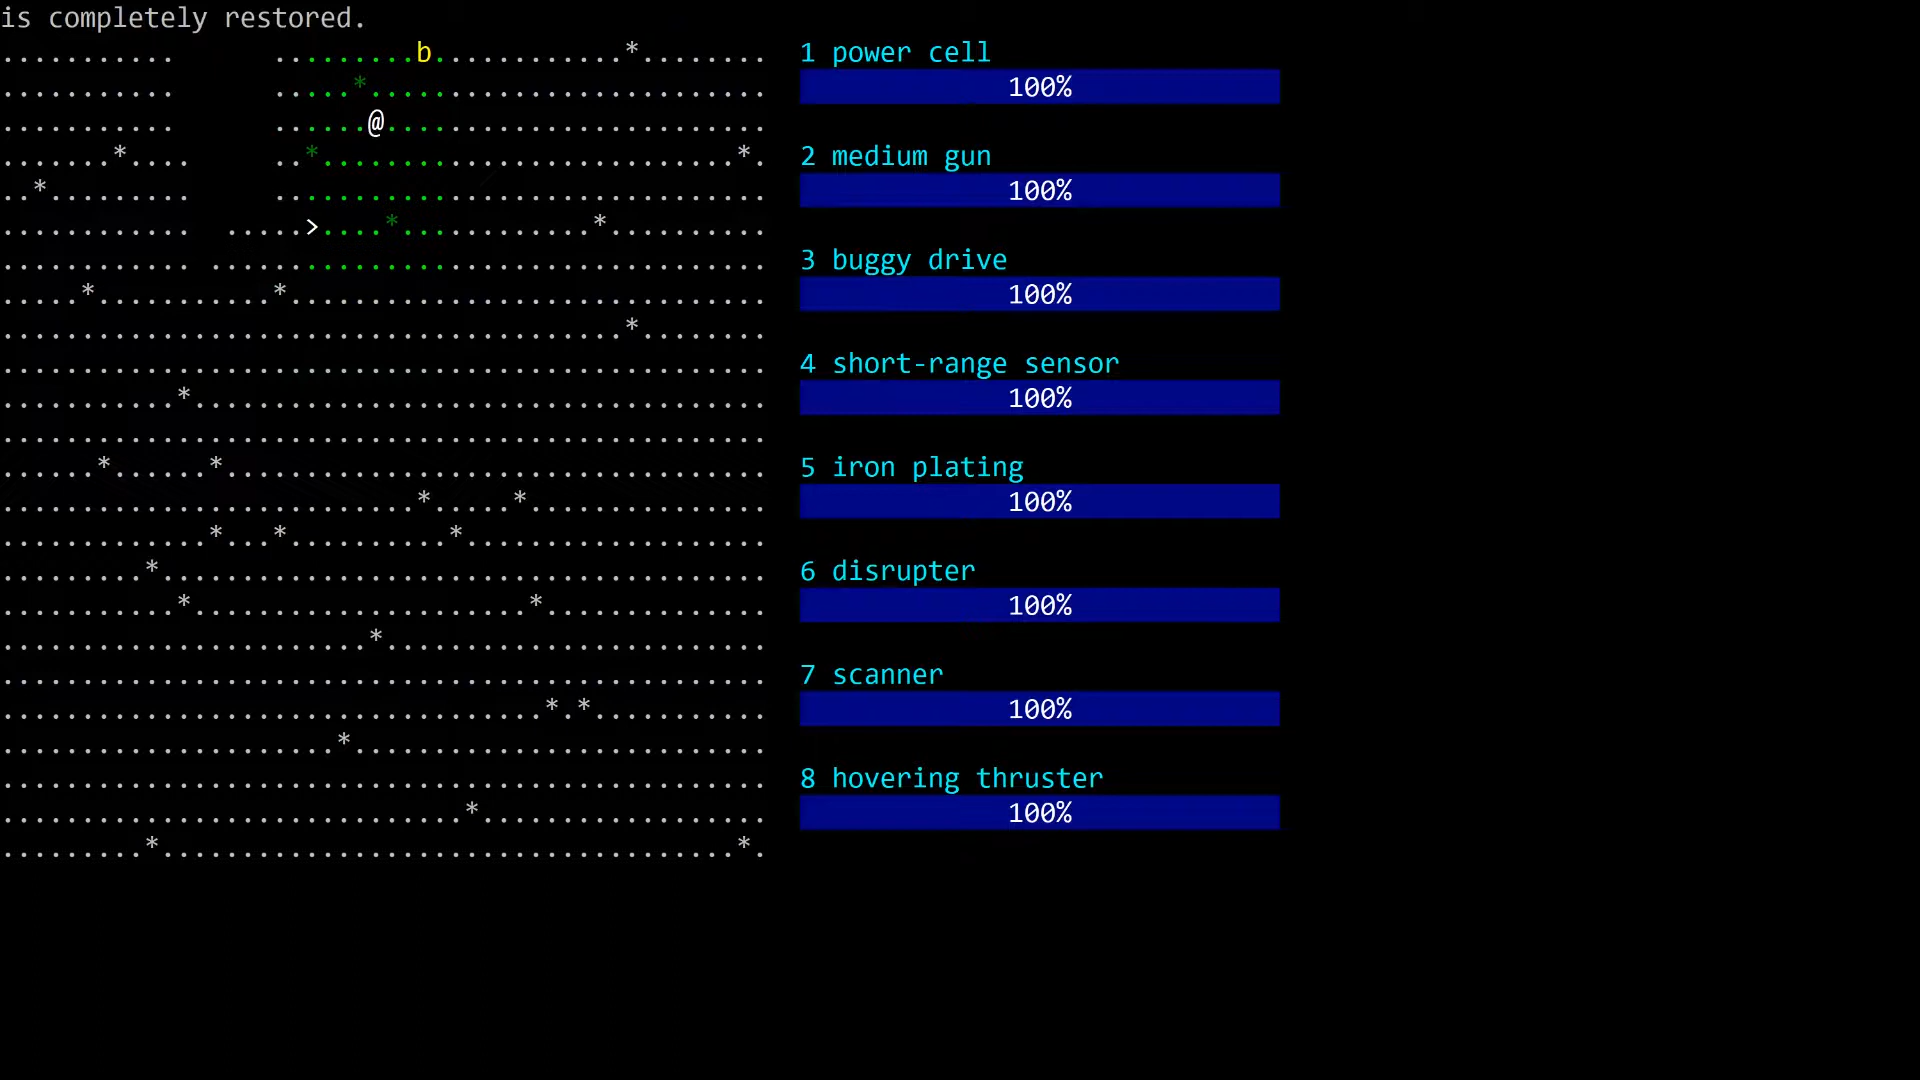 is completely restored.
1 power cell
100%
2 medium gun
100%
3 buggy drive
100%
4 short-range sensor
100%
5 iron plating
100%
6 disrupter
100%
7 scanner
100%
8 hovering thruster
100%
b
@
>